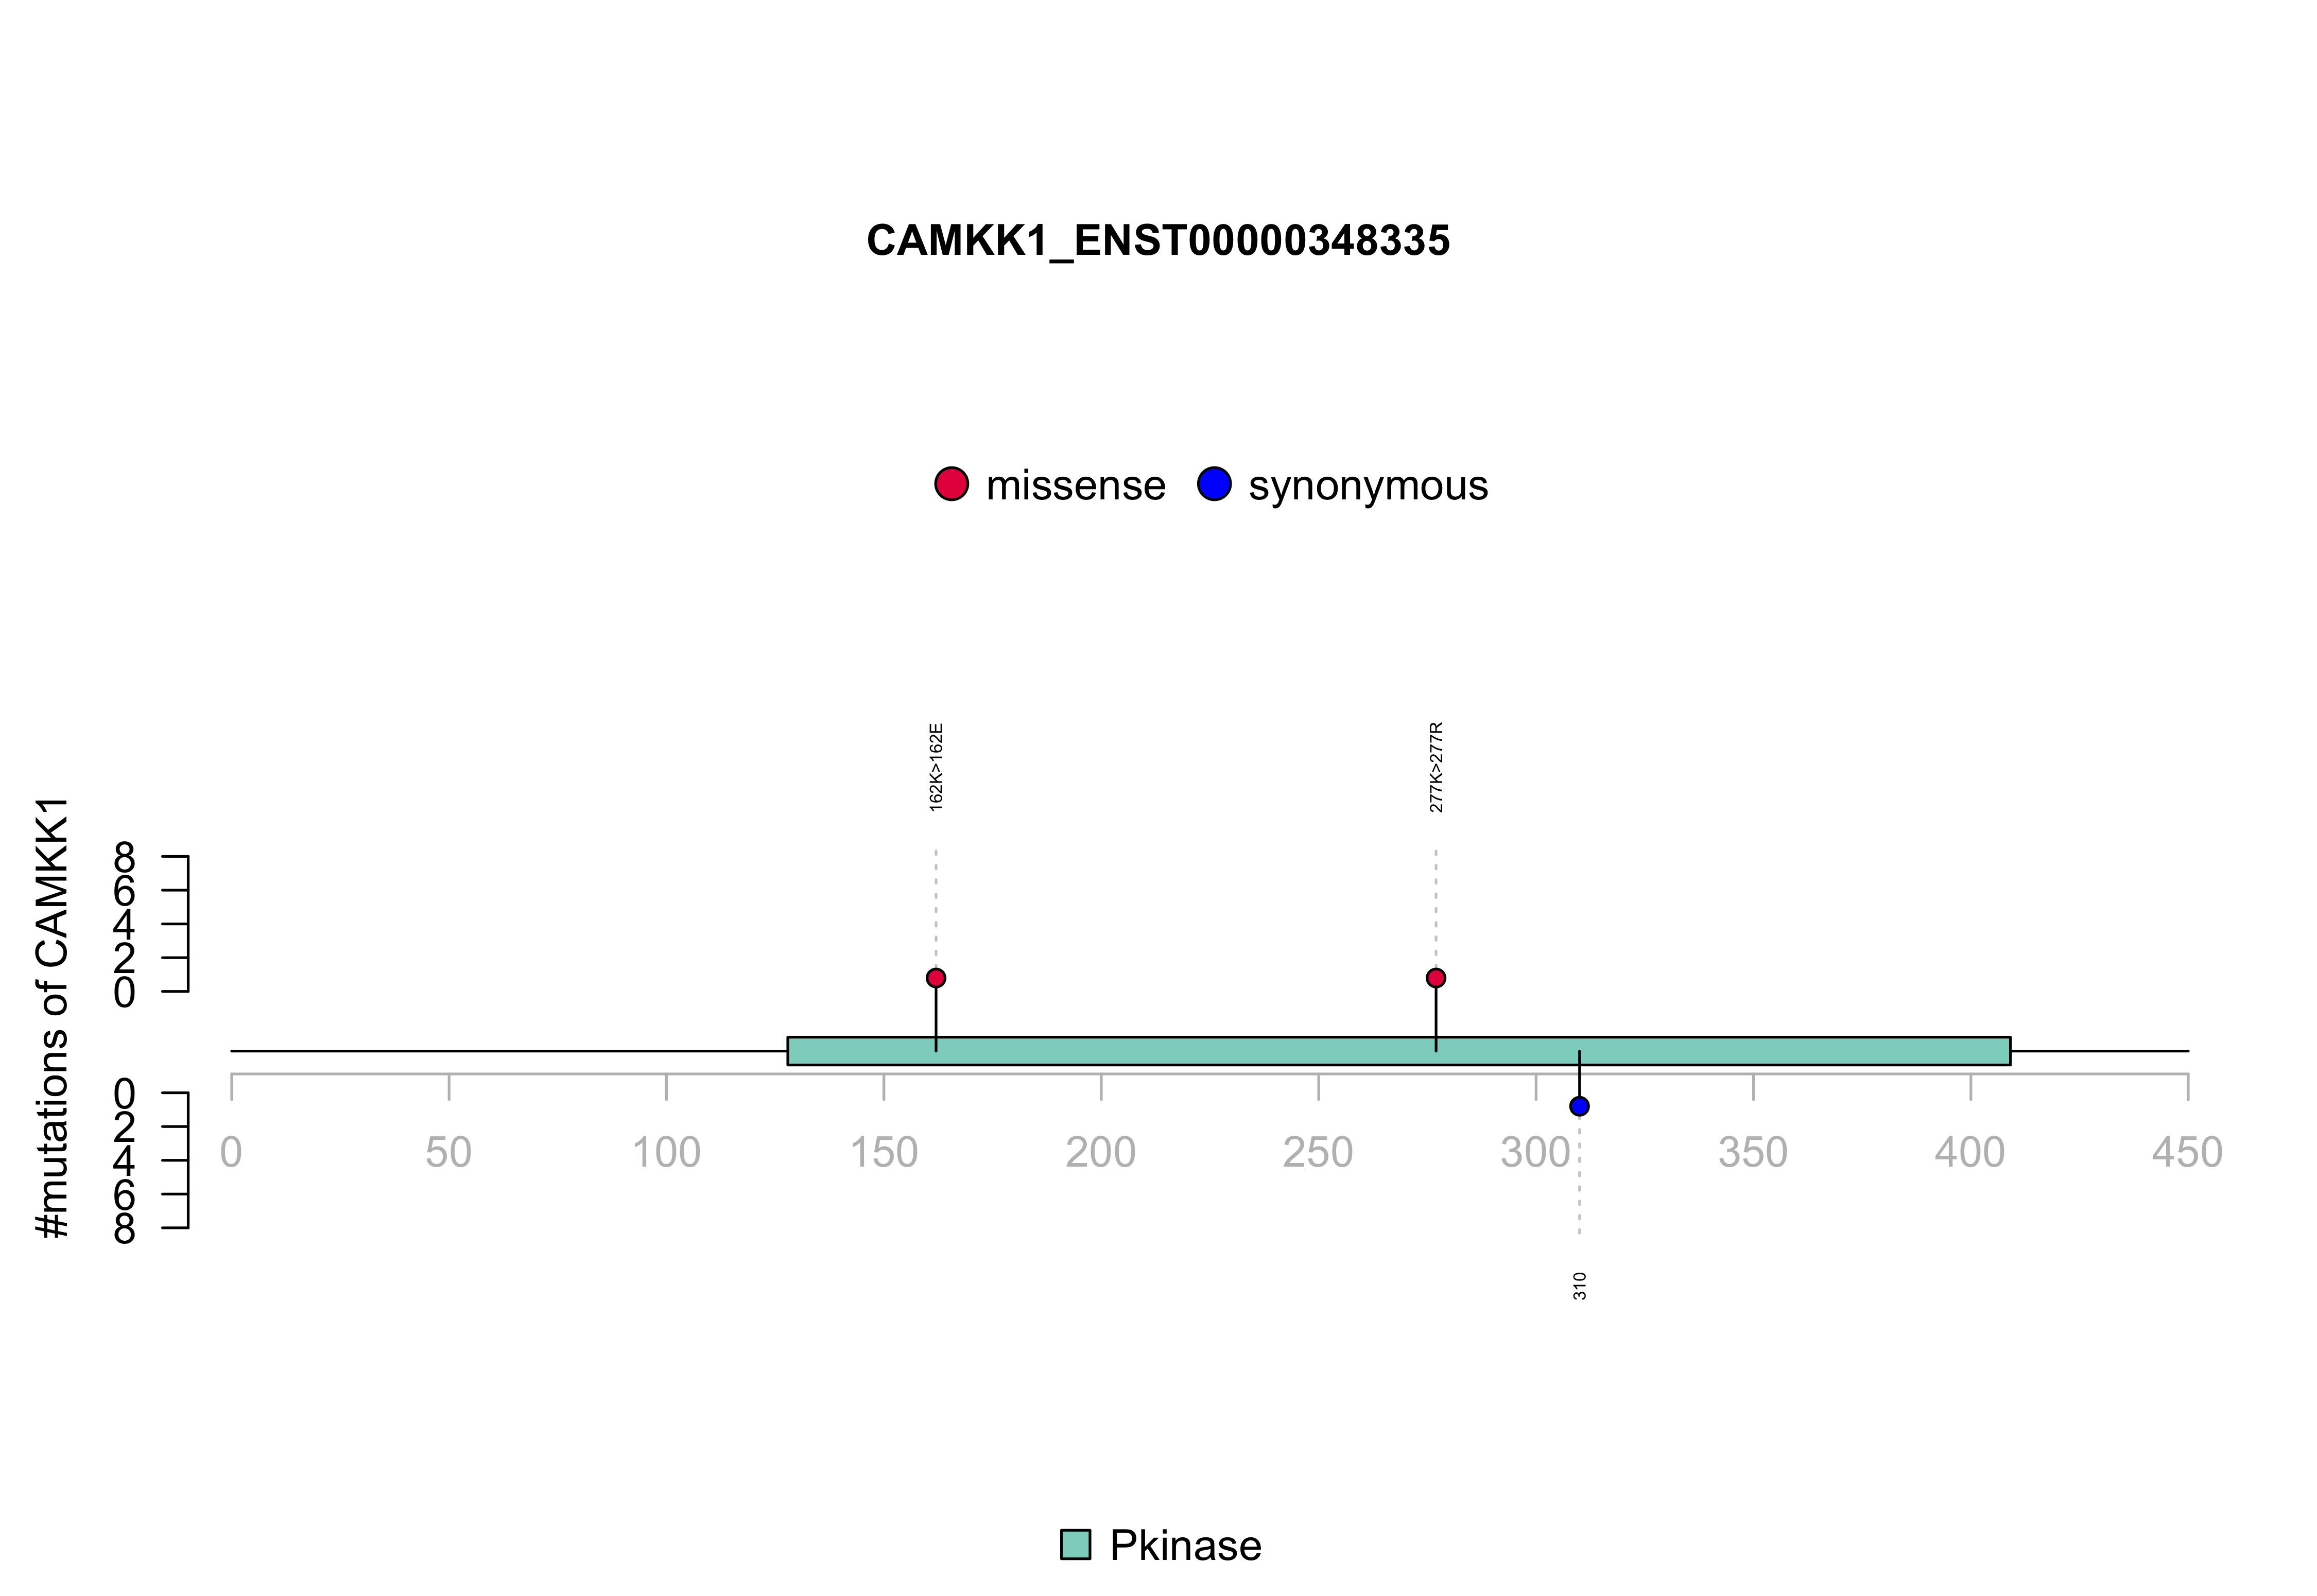 CAMKK1_ENST00000348335
missense synonymous
162K>162E
277K>277R
#mutations of CAMKK1
8
6
4
2
0
0
2
4
6
8
0 50 100 150 200 250 300 350 400 450
310
Pkinase